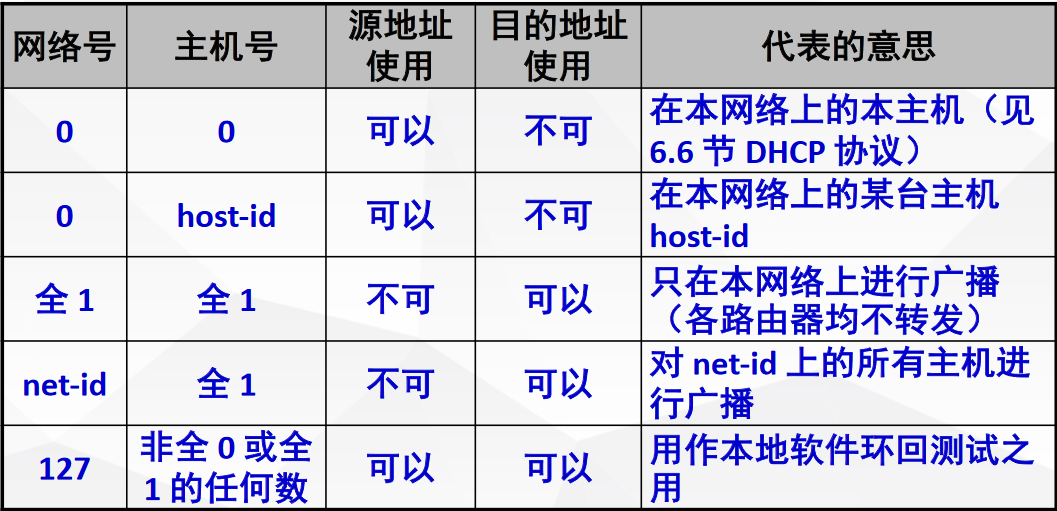 网络号 主机号 源地址使用 目的地址使用 代表的意思
0 0 可以 不可 在本网络上的本主机（见
6.6 节 DHCP 协议）
0 host-id 可以 不可 在本网络上的某台主机
host-id
全 1 全 1 不可 可以 只在本网络上进行广播
（各路由器均不转发）
net-id 全 1 不可 可以 对 net-id 上的所有主机进
行广播
127 非全 0 或全 1 的任何数 可以 可以 用作本地软件环回测试之
用